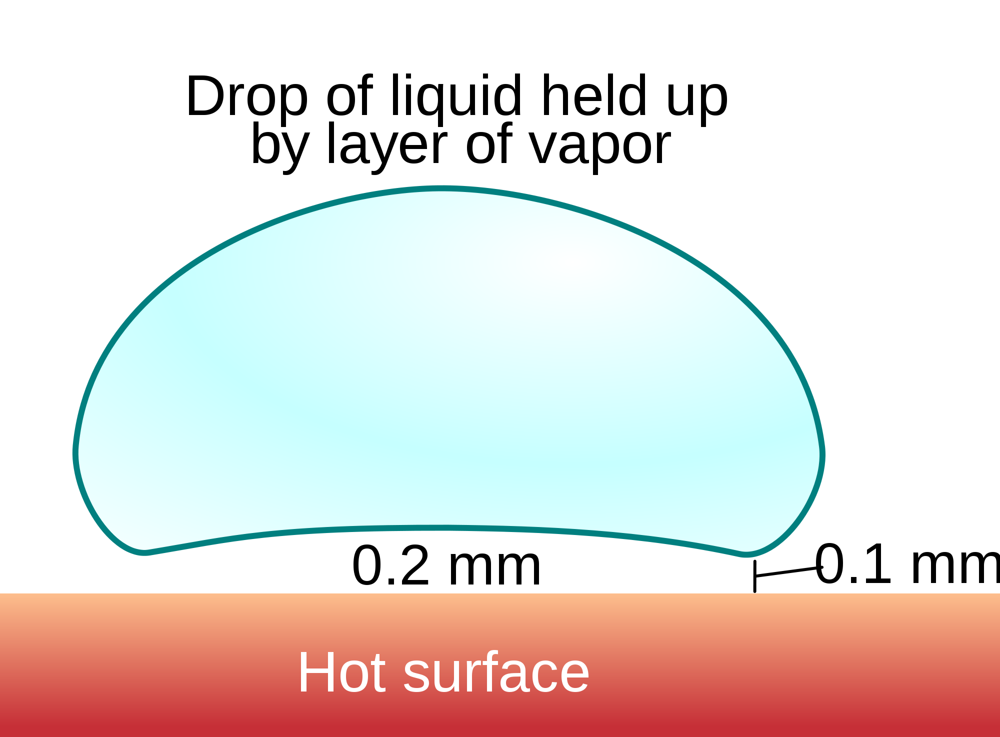 Drop of liquid held up
by layer of vapor
0.2 mm
0.1 mm
Hot surface